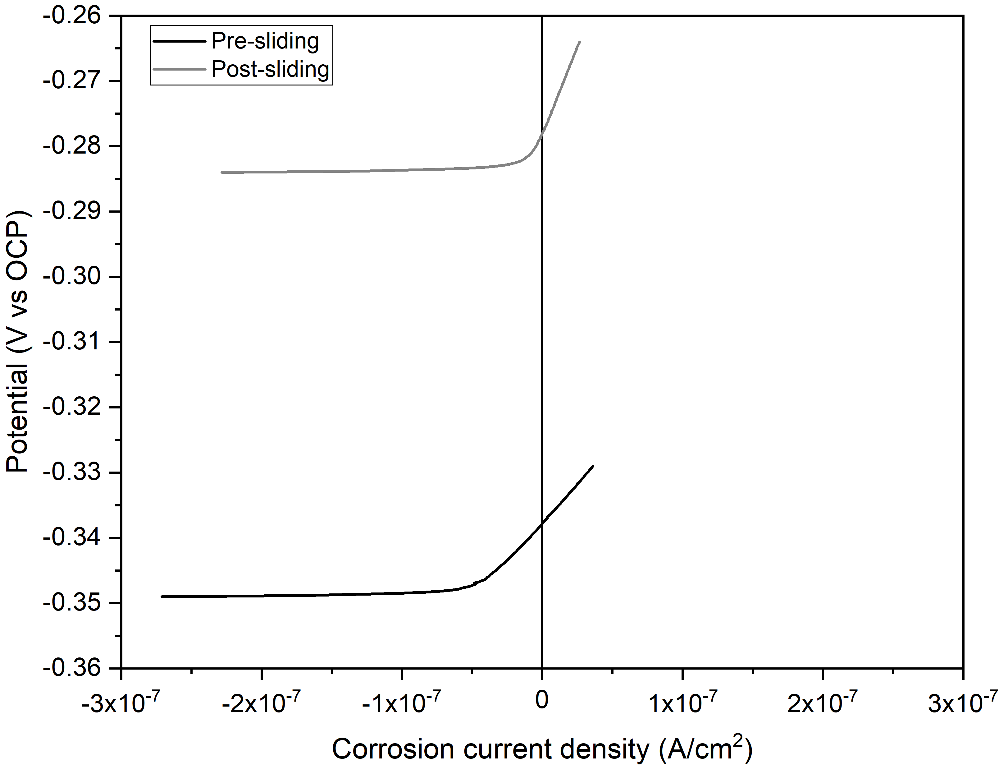 Pre-sliding
Post-sliding
-0.26
-0.27
-0.28
-0.29
-0.30
-0.31
-0.32
-0.33
-0.34
-0.35
-0.36
Potential (V vs OCP)
-3x10⁻⁷ -2x10⁻⁷ -1x10⁻⁷ 0 1x10⁻⁷ 2x10⁻⁷ 3x10⁻⁷
Corrosion current density (A/cm²)